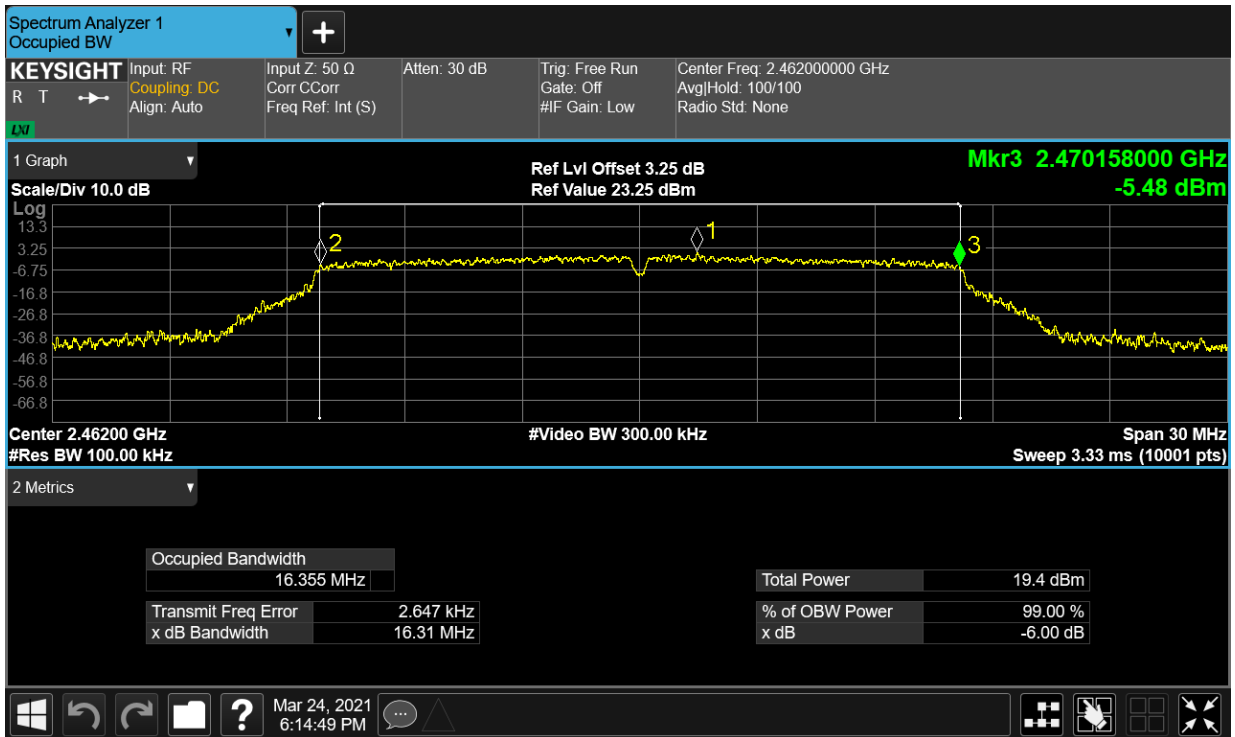 Spectrum Analyzer 1
Occupied BW
▼
+
KEYSIGHT
R T
LXI
Input: RF
Coupling: DC
Align: Auto
Input Z: 50 Ω
Corr CCorr
Freq Ref: Int (S)
Atten: 30 dB
Trig: Free Run
Gate: Off
#IF Gain: Low
Center Freq: 2.462000000 GHz
Avg|Hold: 100/100
Radio Std: None
1 Graph ▼
Scale/Div 10.0 dB
Ref Lvl Offset 3.25 dB
Ref Value 23.25 dBm
Mkr3 2.470158000 GHz
-5.48 dBm
Log
13.3
3.25
-6.75
-16.8
-26.8
-36.8
-46.8
-56.8
-66.8
2
1
3
Center 2.46200 GHz
#Res BW 100.00 kHz
#Video BW 300.00 kHz
Span 30 MHz
Sweep 3.33 ms (10001 pts)
2 Metrics ▼
Occupied Bandwidth
16.355 MHz
Transmit Freq Error 2.647 kHz
x dB Bandwidth 16.31 MHz
Total Power 19.4 dBm
% of OBW Power 99.00 %
x dB -6.00 dB
?
Mar 24, 2021
6:14:49 PM